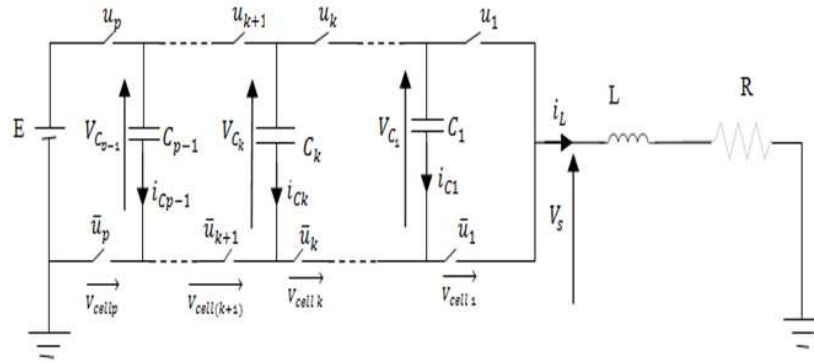 u_p u_{k+1} u_k u_1
E V_{C_{p-1}} C_{p-1} V_{C_k} C_k V_{C_1} C_1 i_L L R
i_{Cp-1} i_{Ck} i_{C1}
V_s
ū_p ū_{k+1} ū_k ū_1
V_{cellp} V_{cell(k+1)} V_{cell k} V_{cell 1}